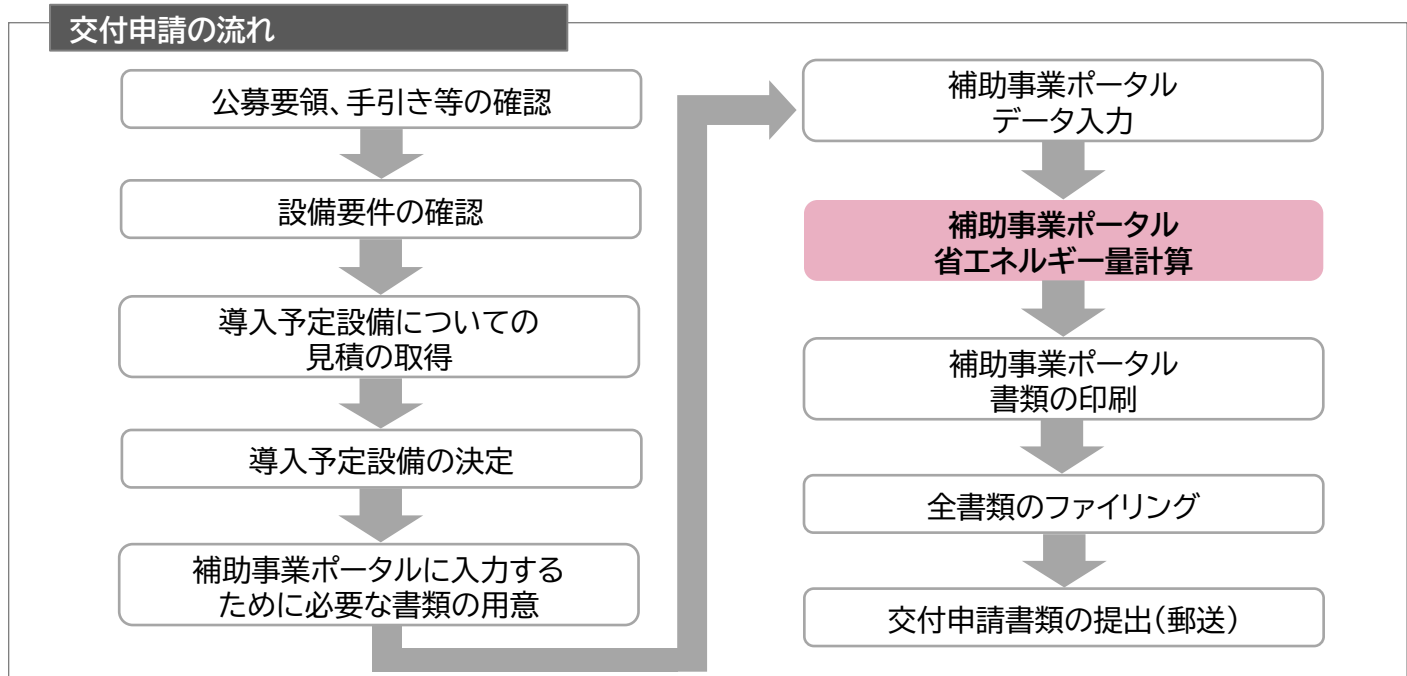 交付申請の流れ
公募要領、手引き等の確認
設備要件の確認
導入予定設備についての
見積の取得
導入予定設備の決定
補助事業ポータルに入力する
ために必要な書類の用意
補助事業ポータル
データ入力
補助事業ポータル
省エネルギー量計算
補助事業ポータル
書類の印刷
全書類のファイリング
交付申請書類の提出(郵送)